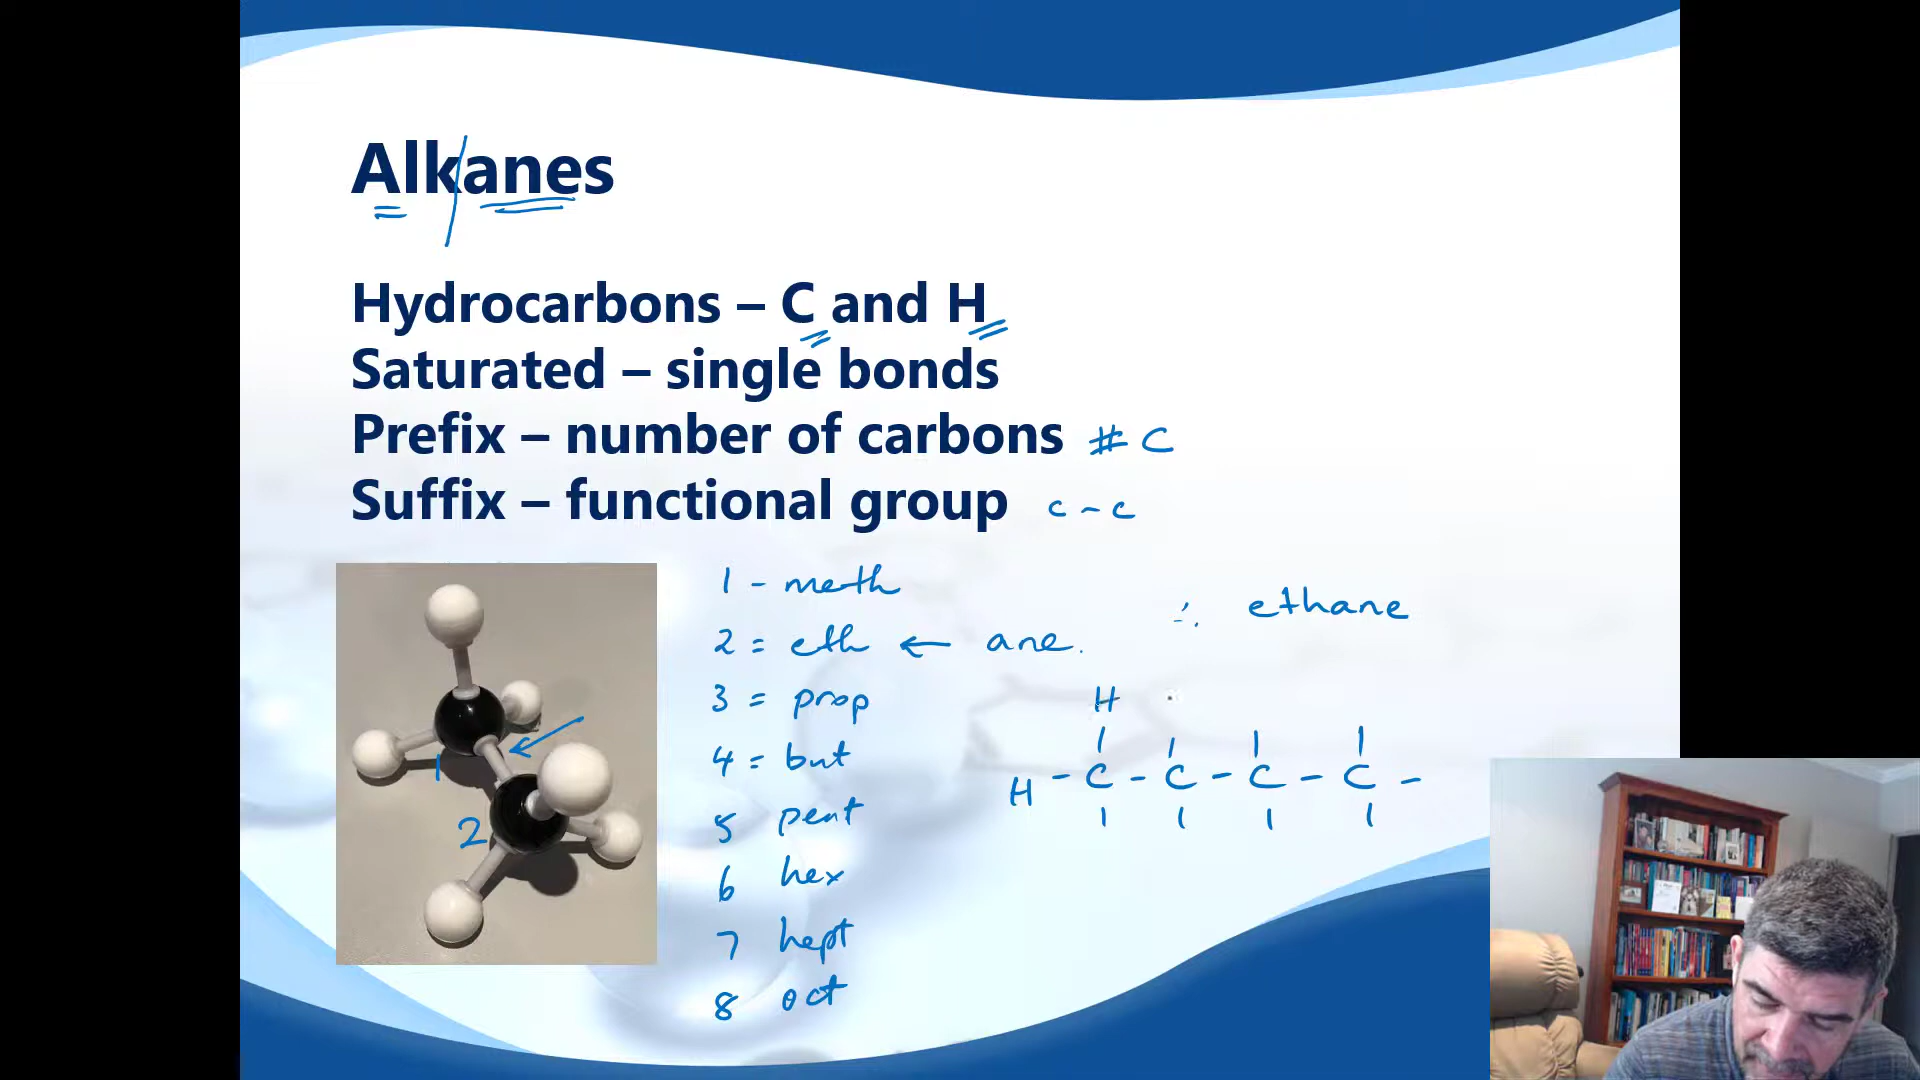 Alkanes
Hydrocarbons – C and H
Saturated – single bonds
Prefix – number of carbons # C
Suffix – functional group C - C
1 - meth
2 = eth ← ane.
3 = prop
4 = but
5 pent
6 hex
7 hept
8 oct
∴ ethane
H
H - C - C - C - C -
1
2